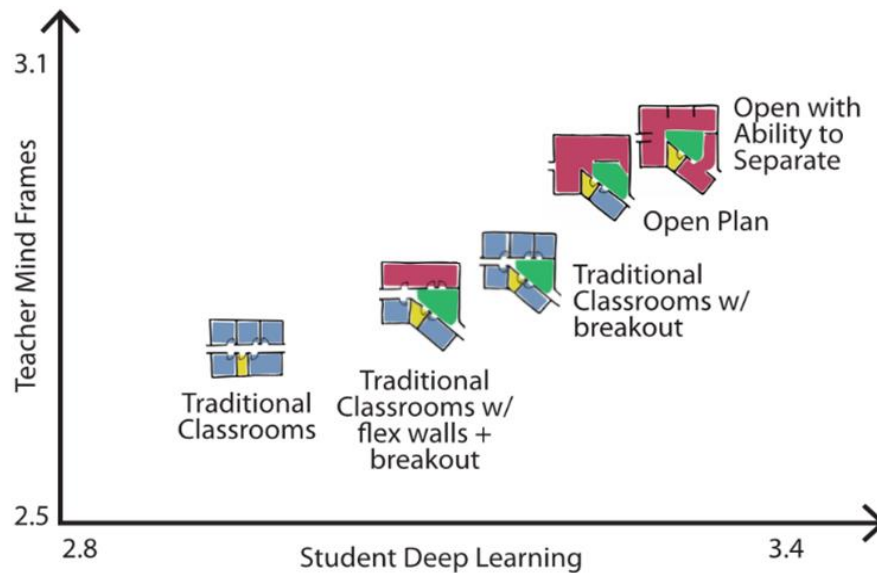 3.1
Teacher Mind Frames
2.5
Open with
Ability to
Separate
Open Plan
Traditional
Classrooms w/
breakout
Traditional
Classrooms w/
flex walls +
breakout
Traditional
Classrooms
2.8
Student Deep Learning
3.4